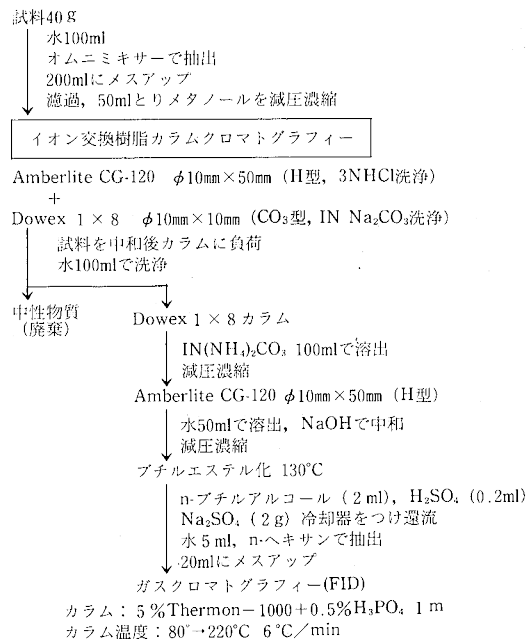 試料40g
水100ml
オムニミキサーで抽出
200mlにメスアップ
濾過，50mlとりメタノールを減圧濃縮
イオン交換樹脂カラムクロマトグラフィー
Amberlite CG-120 φ10mm×50mm (H型，3NHCl洗浄)
+
Dowex 1×8 φ10mm×10mm (CO₃型，IN Na₂CO₃洗浄)
試料を中和後カラムに負荷
水100mlで洗浄
中性物質
(廃棄)
Dowex 1×8 カラム
IN(NH₄)₂CO₃ 100mlで溶出
減圧濃縮
Amberlite CG-120 φ10mm×50mm (H型)
水50mlで溶出，NaOHで中和
減圧濃縮
ブチルエステル化 130℃
n-ブチルアルコール (2ml)，H₂SO₄ (0.2ml)
Na₂SO₄ (2g) 冷却器をつけ還流
水5ml，n-ヘキサンで抽出
20mlにメスアップ
ガスクロマトグラフィー(FID)
カラム：5%Thermon-1000+0.5%H₃PO₄ 1m
カラム温度：80°→220℃ 6℃/min